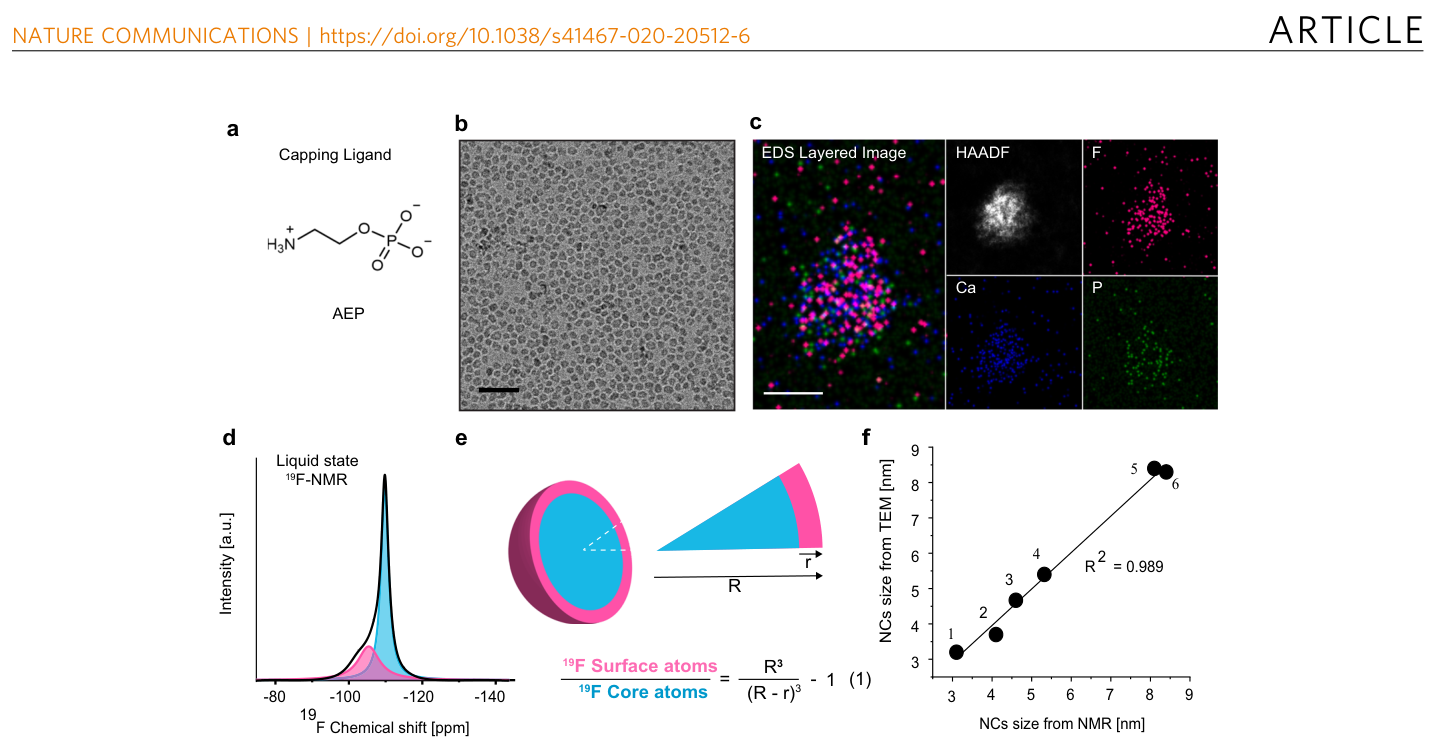 NATURE COMMUNICATIONS | https://doi.org/10.1038/s41467-020-20512-6
ARTICLE
a
Capping Ligand
H₃N⁺
O
P
O⁻
O⁻
O
AEP
b
c
EDS Layered Image
HAADF
F
Ca
P
d
Liquid state
¹⁹F-NMR
Intensity [a.u.]
-80 -100 -120 -140
¹⁹F Chemical shift [ppm]
e
r
R
¹⁹F Surface atoms / ¹⁹F Core atoms = R³ / (R - r)³ - 1 (1)
f
NCs size from TEM [nm]
9
8
7
6
5
4
3
1
2
3
4
5
6
R² = 0.989
3 4 5 6 7 8 9
NCs size from NMR [nm]